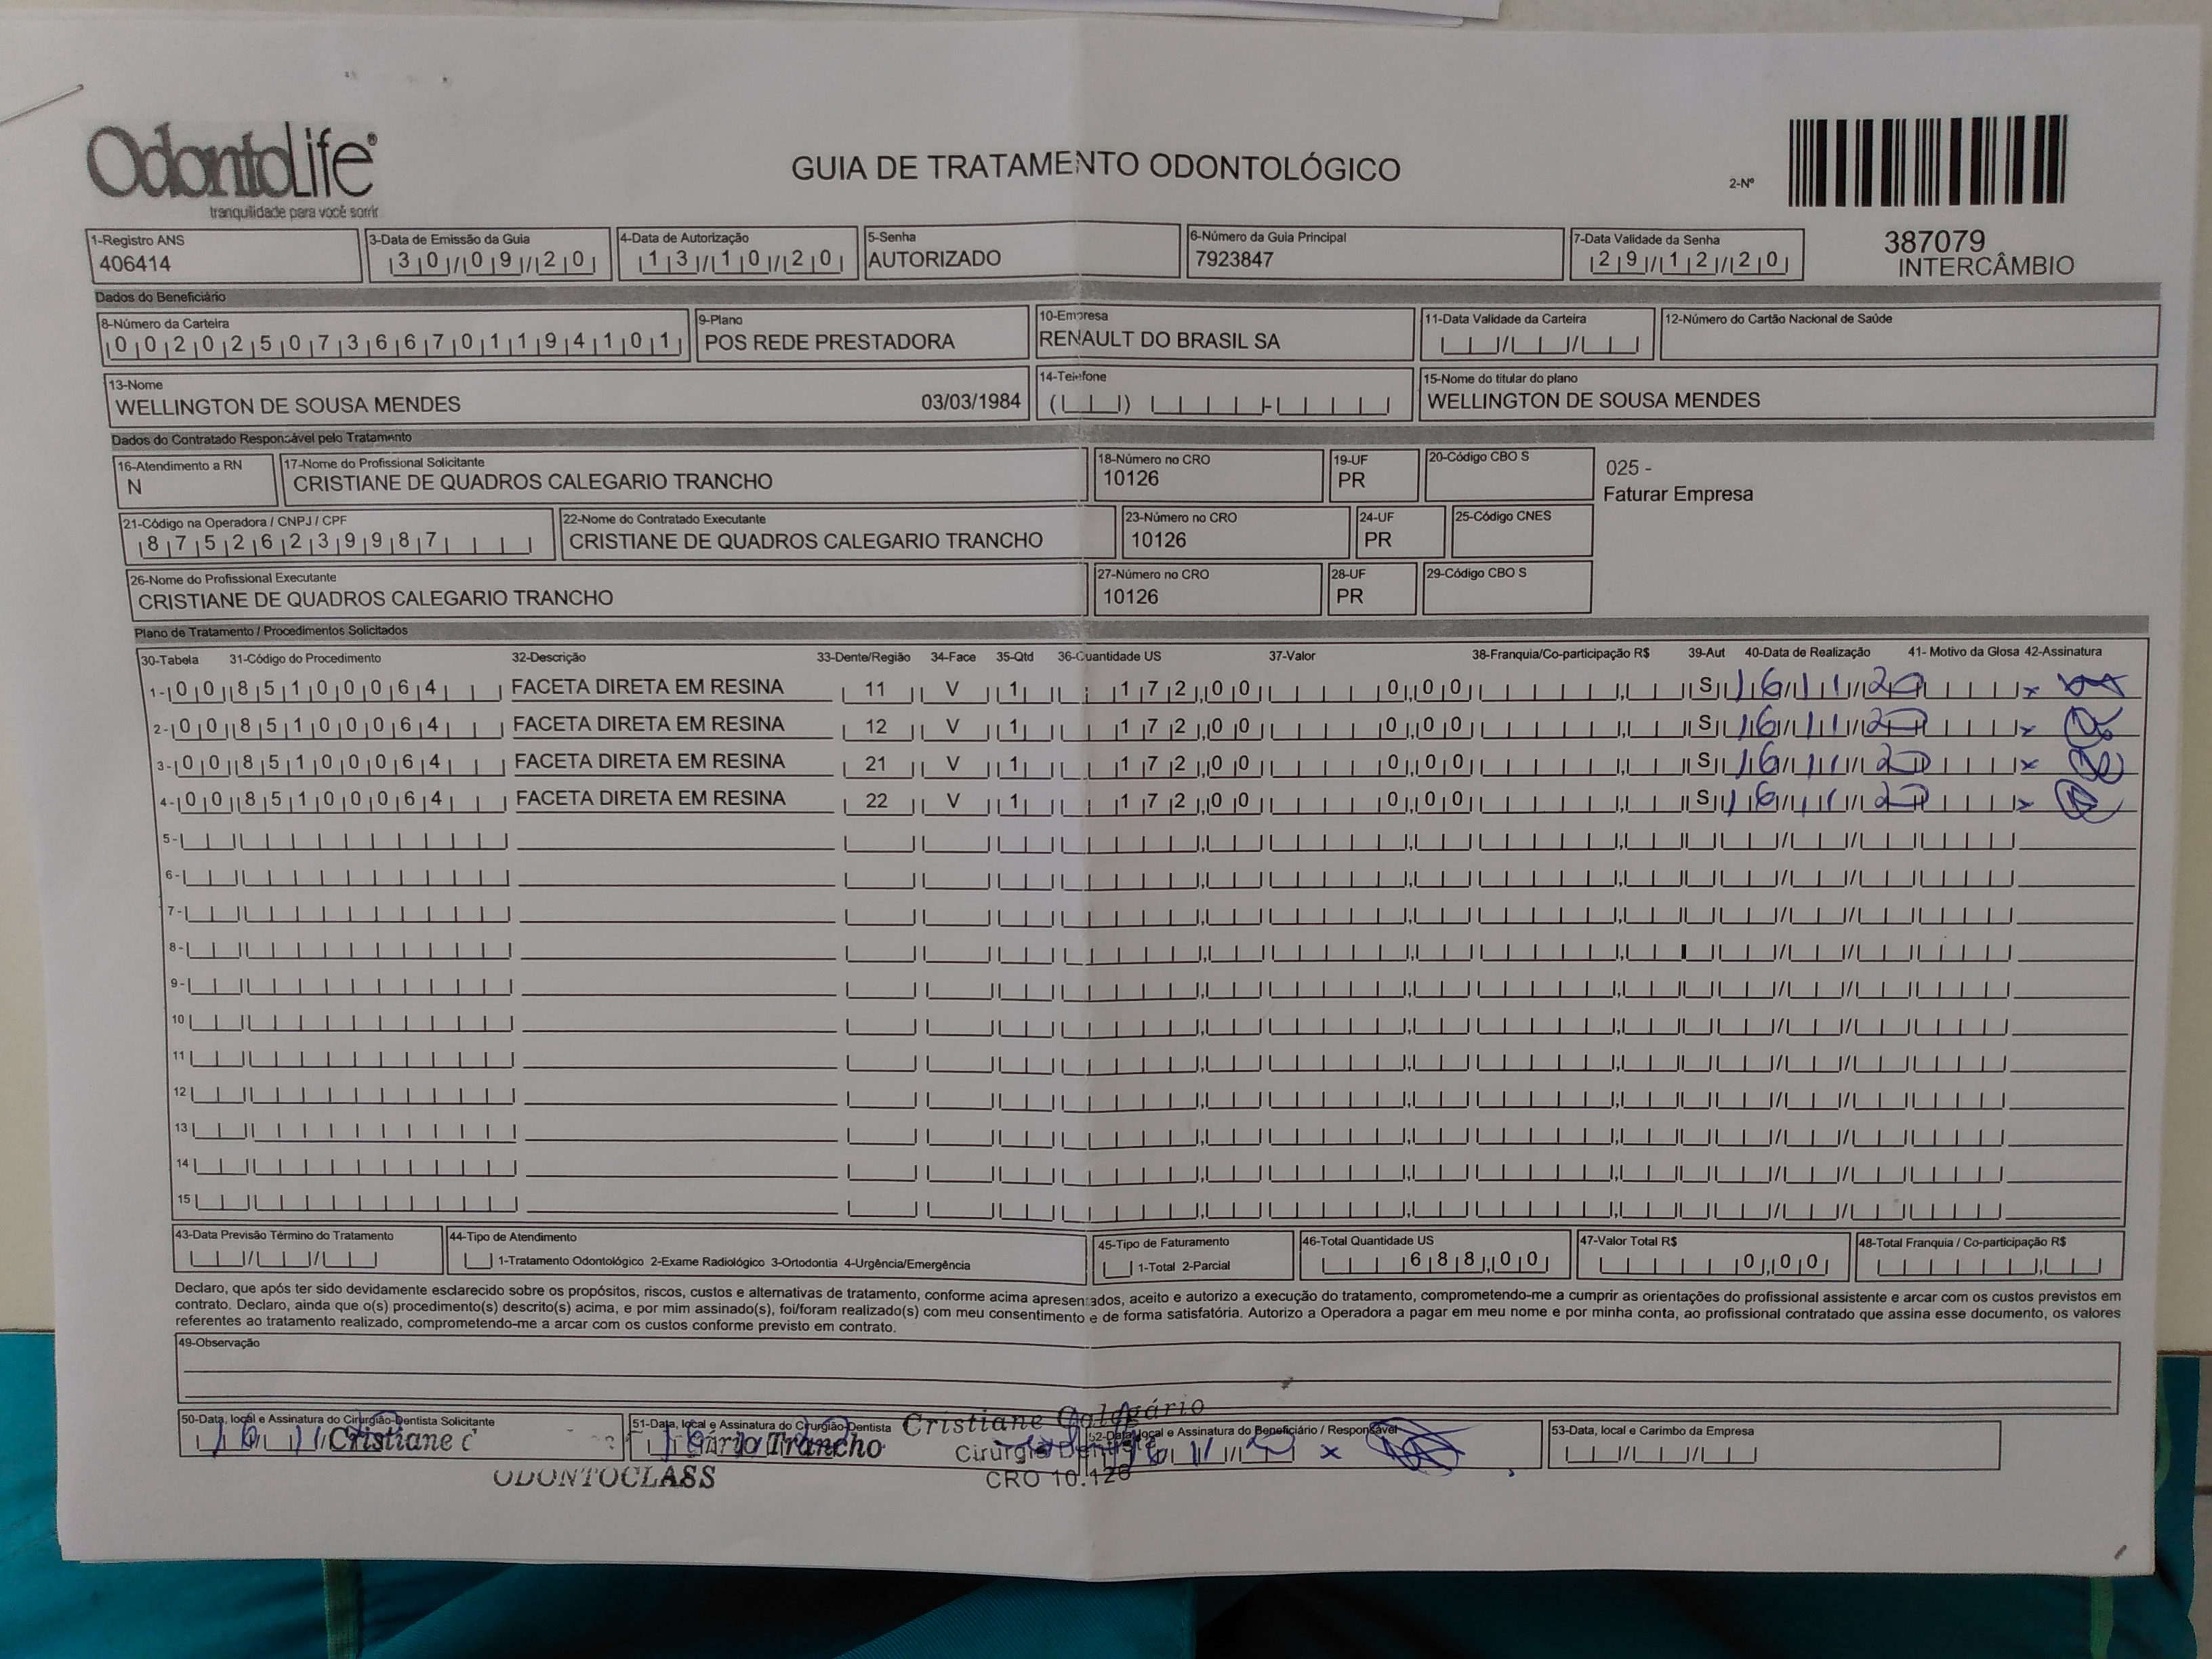 OdontoLife®
tranquilidade para você sorrir
GUIA DE TRATAMENTO ODONTOLÓGICO
2-Nº
387079
INTERCÂMBIO
1-Registro ANS
406414
3-Data de Emissão da Guia
30/09/20
4-Data de Autorização
13/10/20
5-Senha
AUTORIZADO
6-Número da Guia Principal
7923847
7-Data Validade da Senha
29/12/20
Dados do Beneficiário
8-Número da Carteira
00202507366701194101
9-Plano
POS REDE PRESTADORA
10-Empresa
RENAULT DO BRASIL SA
11-Data Validade da Carteira
12-Número do Cartão Nacional de Saúde
13-Nome
WELLINGTON DE SOUSA MENDES 03/03/1984
14-Telefone
15-Nome do titular do plano
WELLINGTON DE SOUSA MENDES
Dados do Contratado Responsável pelo Tratamento
16-Atendimento a RN
N
17-Nome do Profissional Solicitante
CRISTIANE DE QUADROS CALEGARIO TRANCHO
18-Número no CRO
10126
19-UF
PR
20-Código CBO S
025 -
Faturar Empresa
21-Código na Operadora / CNPJ / CPF
87526239987
22-Nome do Contratado Executante
CRISTIANE DE QUADROS CALEGARIO TRANCHO
23-Número no CRO
10126
24-UF
PR
25-Código CNES
26-Nome do Profissional Executante
CRISTIANE DE QUADROS CALEGARIO TRANCHO
27-Número no CRO
10126
28-UF
PR
29-Código CBO S
Plano de Tratamento / Procedimentos Solicitados
30-Tabela 31-Código do Procedimento 32-Descrição 33-Dente/Região 34-Face 35-Qtd 36-Quantidade US 37-Valor 38-Franquia/Co-participação R$ 39-Aut 40-Data de Realização 41- Motivo da Glosa 42-Assinatura
1- 00 85100064 FACETA DIRETA EM RESINA 11 V 1 172,00 0,00 S 16/11/20 x
2- 00 85100064 FACETA DIRETA EM RESINA 12 V 1 172,00 0,00 S 16/11/20 x
3- 00 85100064 FACETA DIRETA EM RESINA 21 V 1 172,00 0,00 S 16/11/20 x
4- 00 85100064 FACETA DIRETA EM RESINA 22 V 1 172,00 0,00 S 16/11/20 x
5-
6-
7-
8-
9-
10
11
12
13
14
15
43-Data Previsão Término do Tratamento
44-Tipo de Atendimento
1-Tratamento Odontológico 2-Exame Radiológico 3-Ortodontia 4-Urgência/Emergência
45-Tipo de Faturamento
1-Total 2-Parcial
46-Total Quantidade US
688,00
47-Valor Total R$
0,00
48-Total Franquia / Co-participação R$
Declaro, que após ter sido devidamente esclarecido sobre os propósitos, riscos, custos e alternativas de tratamento, conforme acima apresentados, aceito e autorizo a execução do tratamento, comprometendo-me a cumprir as orientações do profissional assistente e arcar com os custos previstos em
contrato. Declaro, ainda que o(s) procedimento(s) descrito(s) acima, e por mim assinado(s), foi/foram realizado(s) com meu consentimento e de forma satisfatória. Autorizo a Operadora a pagar em meu nome e por minha conta, ao profissional contratado que assina esse documento, os valores
referentes ao tratamento realizado, comprometendo-me a arcar com os custos conforme previsto em contrato.
49-Observação
50-Data, local e Assinatura do Cirurgião-Dentista Solicitante
Cristiane C
51-Data, local e Assinatura do Cirurgião-Dentista
ário Trancho
ODONTOCLASS
Cristiane Calegário
Cirurgiã Dentista
CRO 10.126
52-Data, local e Assinatura do Beneficiário / Responsável
x
53-Data, local e Carimbo da Empresa